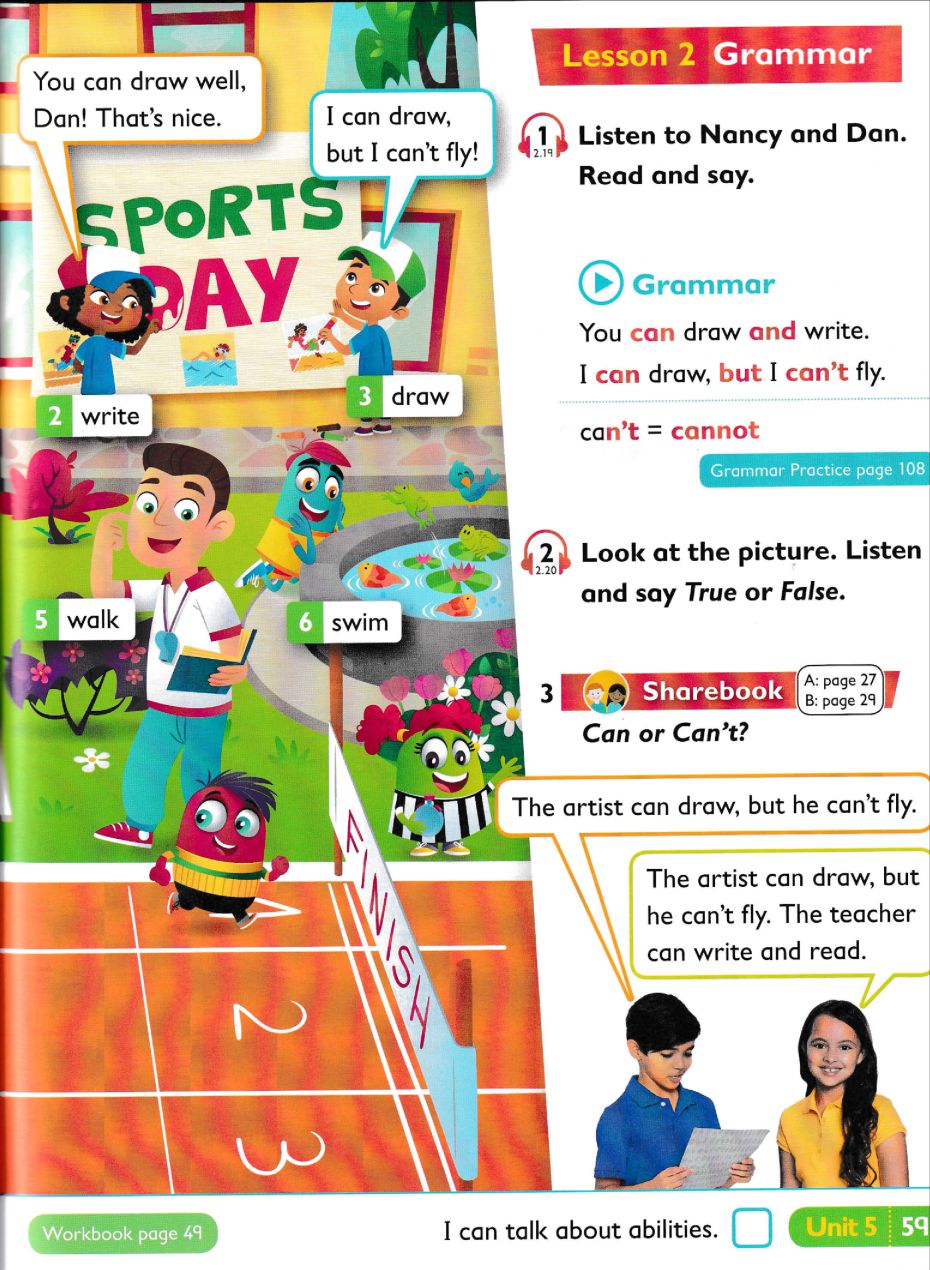 You can draw well,
Dan! That's nice.
I can draw,
but I can't fly!
SPORTS
DAY
2 write
3 draw
5 walk
6 swim
FINISH
1
2
3
Lesson 2 Grammar
1
2.19
Listen to Nancy and Dan.
Read and say.
Grammar
You can draw and write.
I can draw, but I can't fly.
can't = cannot
Grammar Practice page 108
2
2.20
Look at the picture. Listen
and say True or False.
3 Sharebook
A: page 27
B: page 29
Can or Can't?
The artist can draw, but he can't fly.
The artist can draw, but
he can't fly. The teacher
can write and read.
Workbook page 49
I can talk about abilities.
Unit 5 59